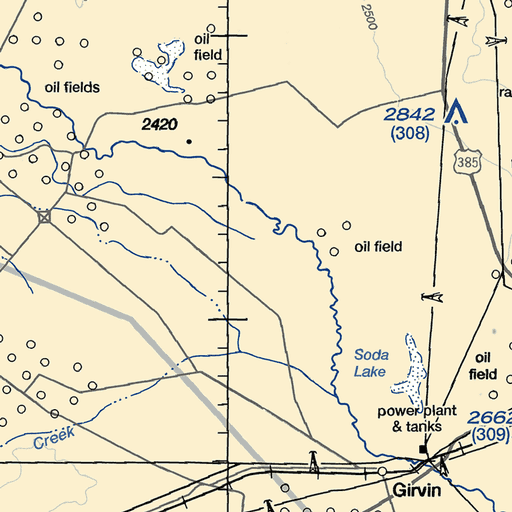 2500
oil
field
oil fields
2420
ra
2842
(308)
385
oil field
Soda
Lake
oil
field
power plant
& tanks
2662
(309)
Creek
Girvin